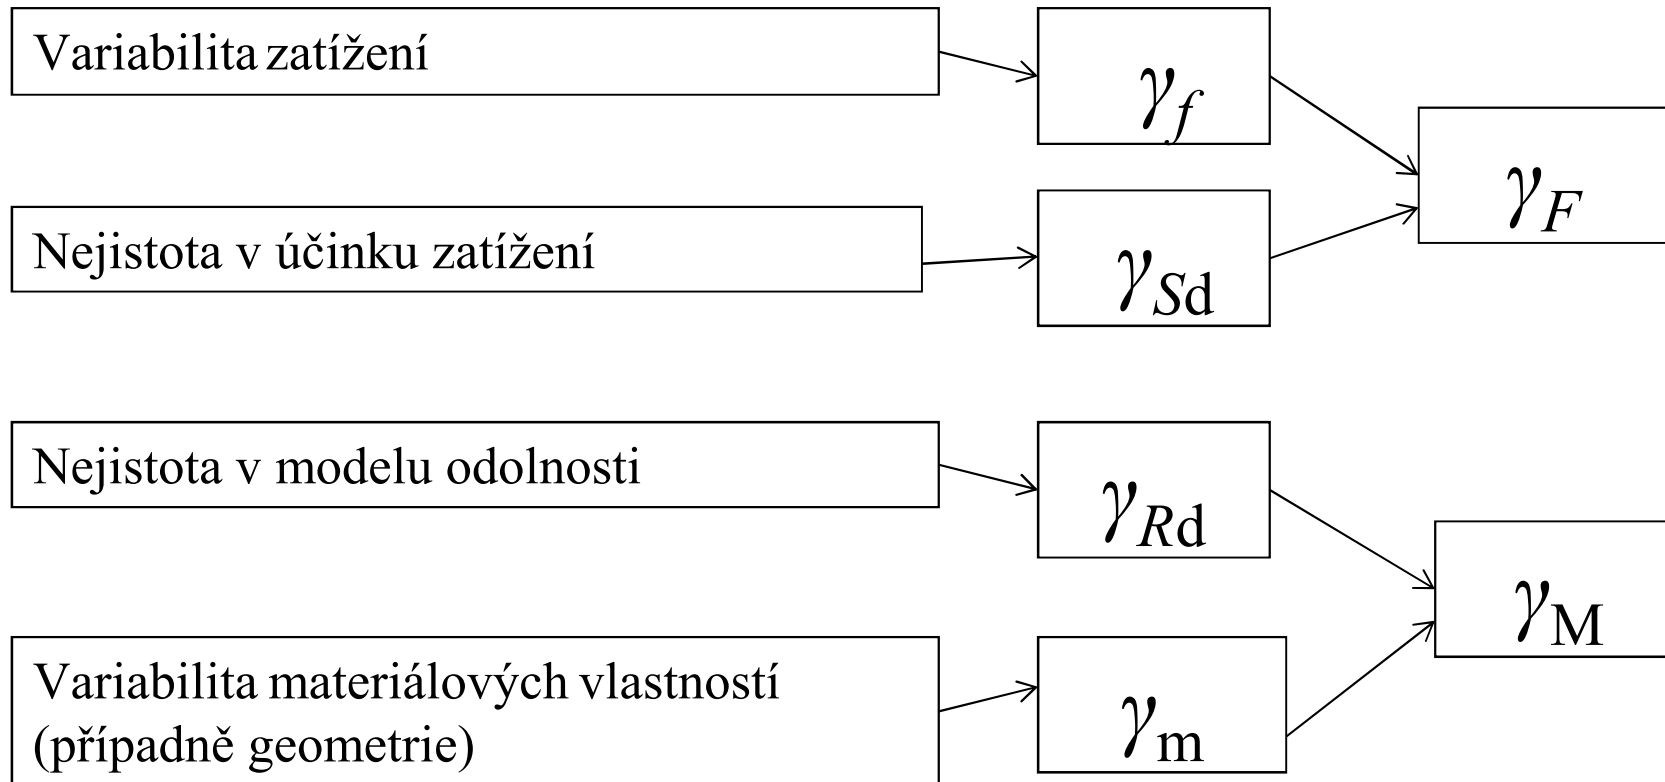 Variabilita zatížení
γf
γF
Nejistota v účinku zatížení
γSd
Nejistota v modelu odolnosti
γRd
γM
Variabilita materiálových vlastností
(případně geometrie)
γm